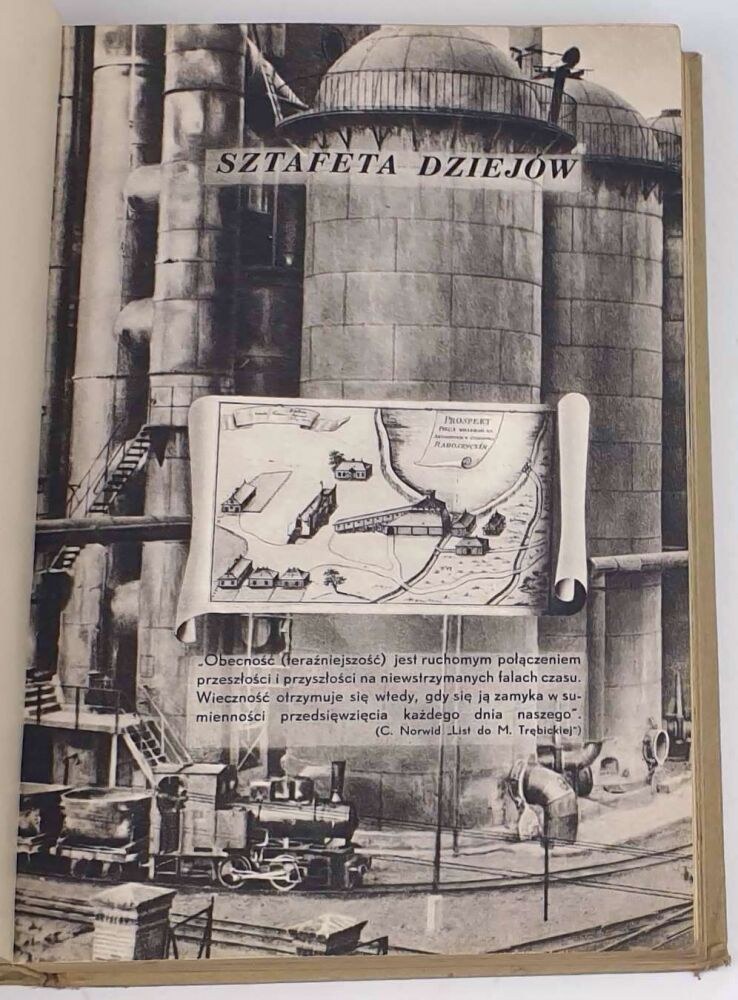 SZTAFETA DZIEJÓW
PROSPEKT
RADOSZYCKIM
„Obecność (teraźniejszość) jest ruchomym połączeniem
przeszłości i przyszłości na niewstrzymanych falach czasu.
Wieczność otrzymuje się wtedy, gdy się ją zamyka w su-
mienności przedsięwzięcia każdego dnia naszego”.
(C. Norwid „List do M. Trębickiej”)